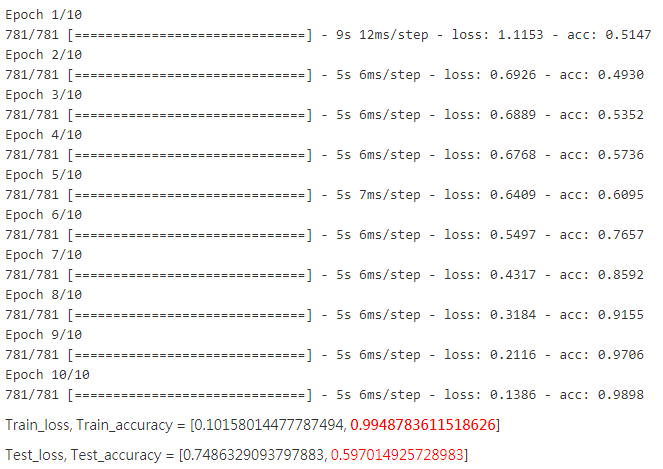 Epoch 1/10
781/781 [==============================] - 9s 12ms/step - loss: 1.1153 - acc: 0.5147
Epoch 2/10
781/781 [==============================] - 5s 6ms/step - loss: 0.6926 - acc: 0.4930
Epoch 3/10
781/781 [==============================] - 5s 6ms/step - loss: 0.6889 - acc: 0.5352
Epoch 4/10
781/781 [==============================] - 5s 6ms/step - loss: 0.6768 - acc: 0.5736
Epoch 5/10
781/781 [==============================] - 5s 7ms/step - loss: 0.6409 - acc: 0.6095
Epoch 6/10
781/781 [==============================] - 5s 6ms/step - loss: 0.5497 - acc: 0.7657
Epoch 7/10
781/781 [==============================] - 5s 6ms/step - loss: 0.4317 - acc: 0.8592
Epoch 8/10
781/781 [==============================] - 5s 6ms/step - loss: 0.3184 - acc: 0.9155
Epoch 9/10
781/781 [==============================] - 5s 6ms/step - loss: 0.2116 - acc: 0.9706
Epoch 10/10
781/781 [==============================] - 5s 6ms/step - loss: 0.1386 - acc: 0.9898
Train_loss, Train_accuracy = [0.10158014477787494, 0.9948783611518626]
Test_loss, Test_accuracy = [0.7486329093797883, 0.597014925728983]